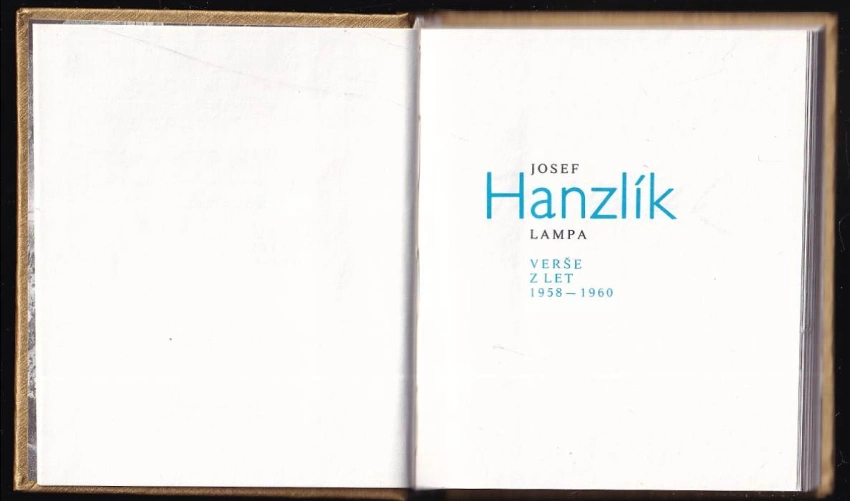 JOSEF
Hanzlík
LAMPA
VERŠE
Z LET
1958 — 1960